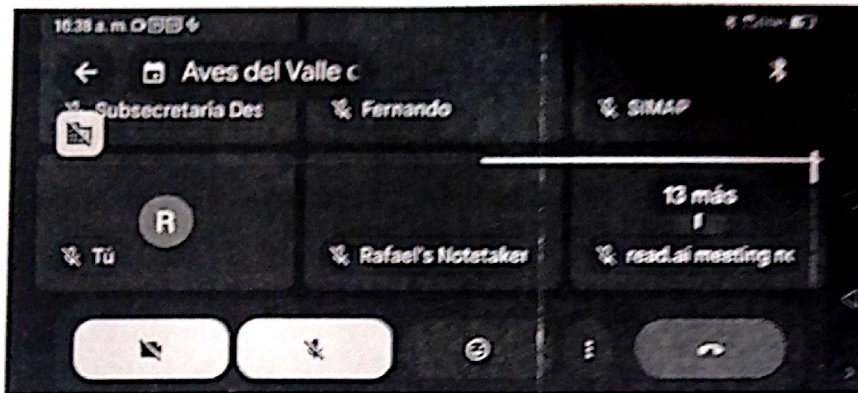 10:38 a. m.
Aves del Valle c
Subsecretaría Des
Fernando
SIMAP
13 más
R
Tú
Rafael's Notetaker
read.ai meeting nc